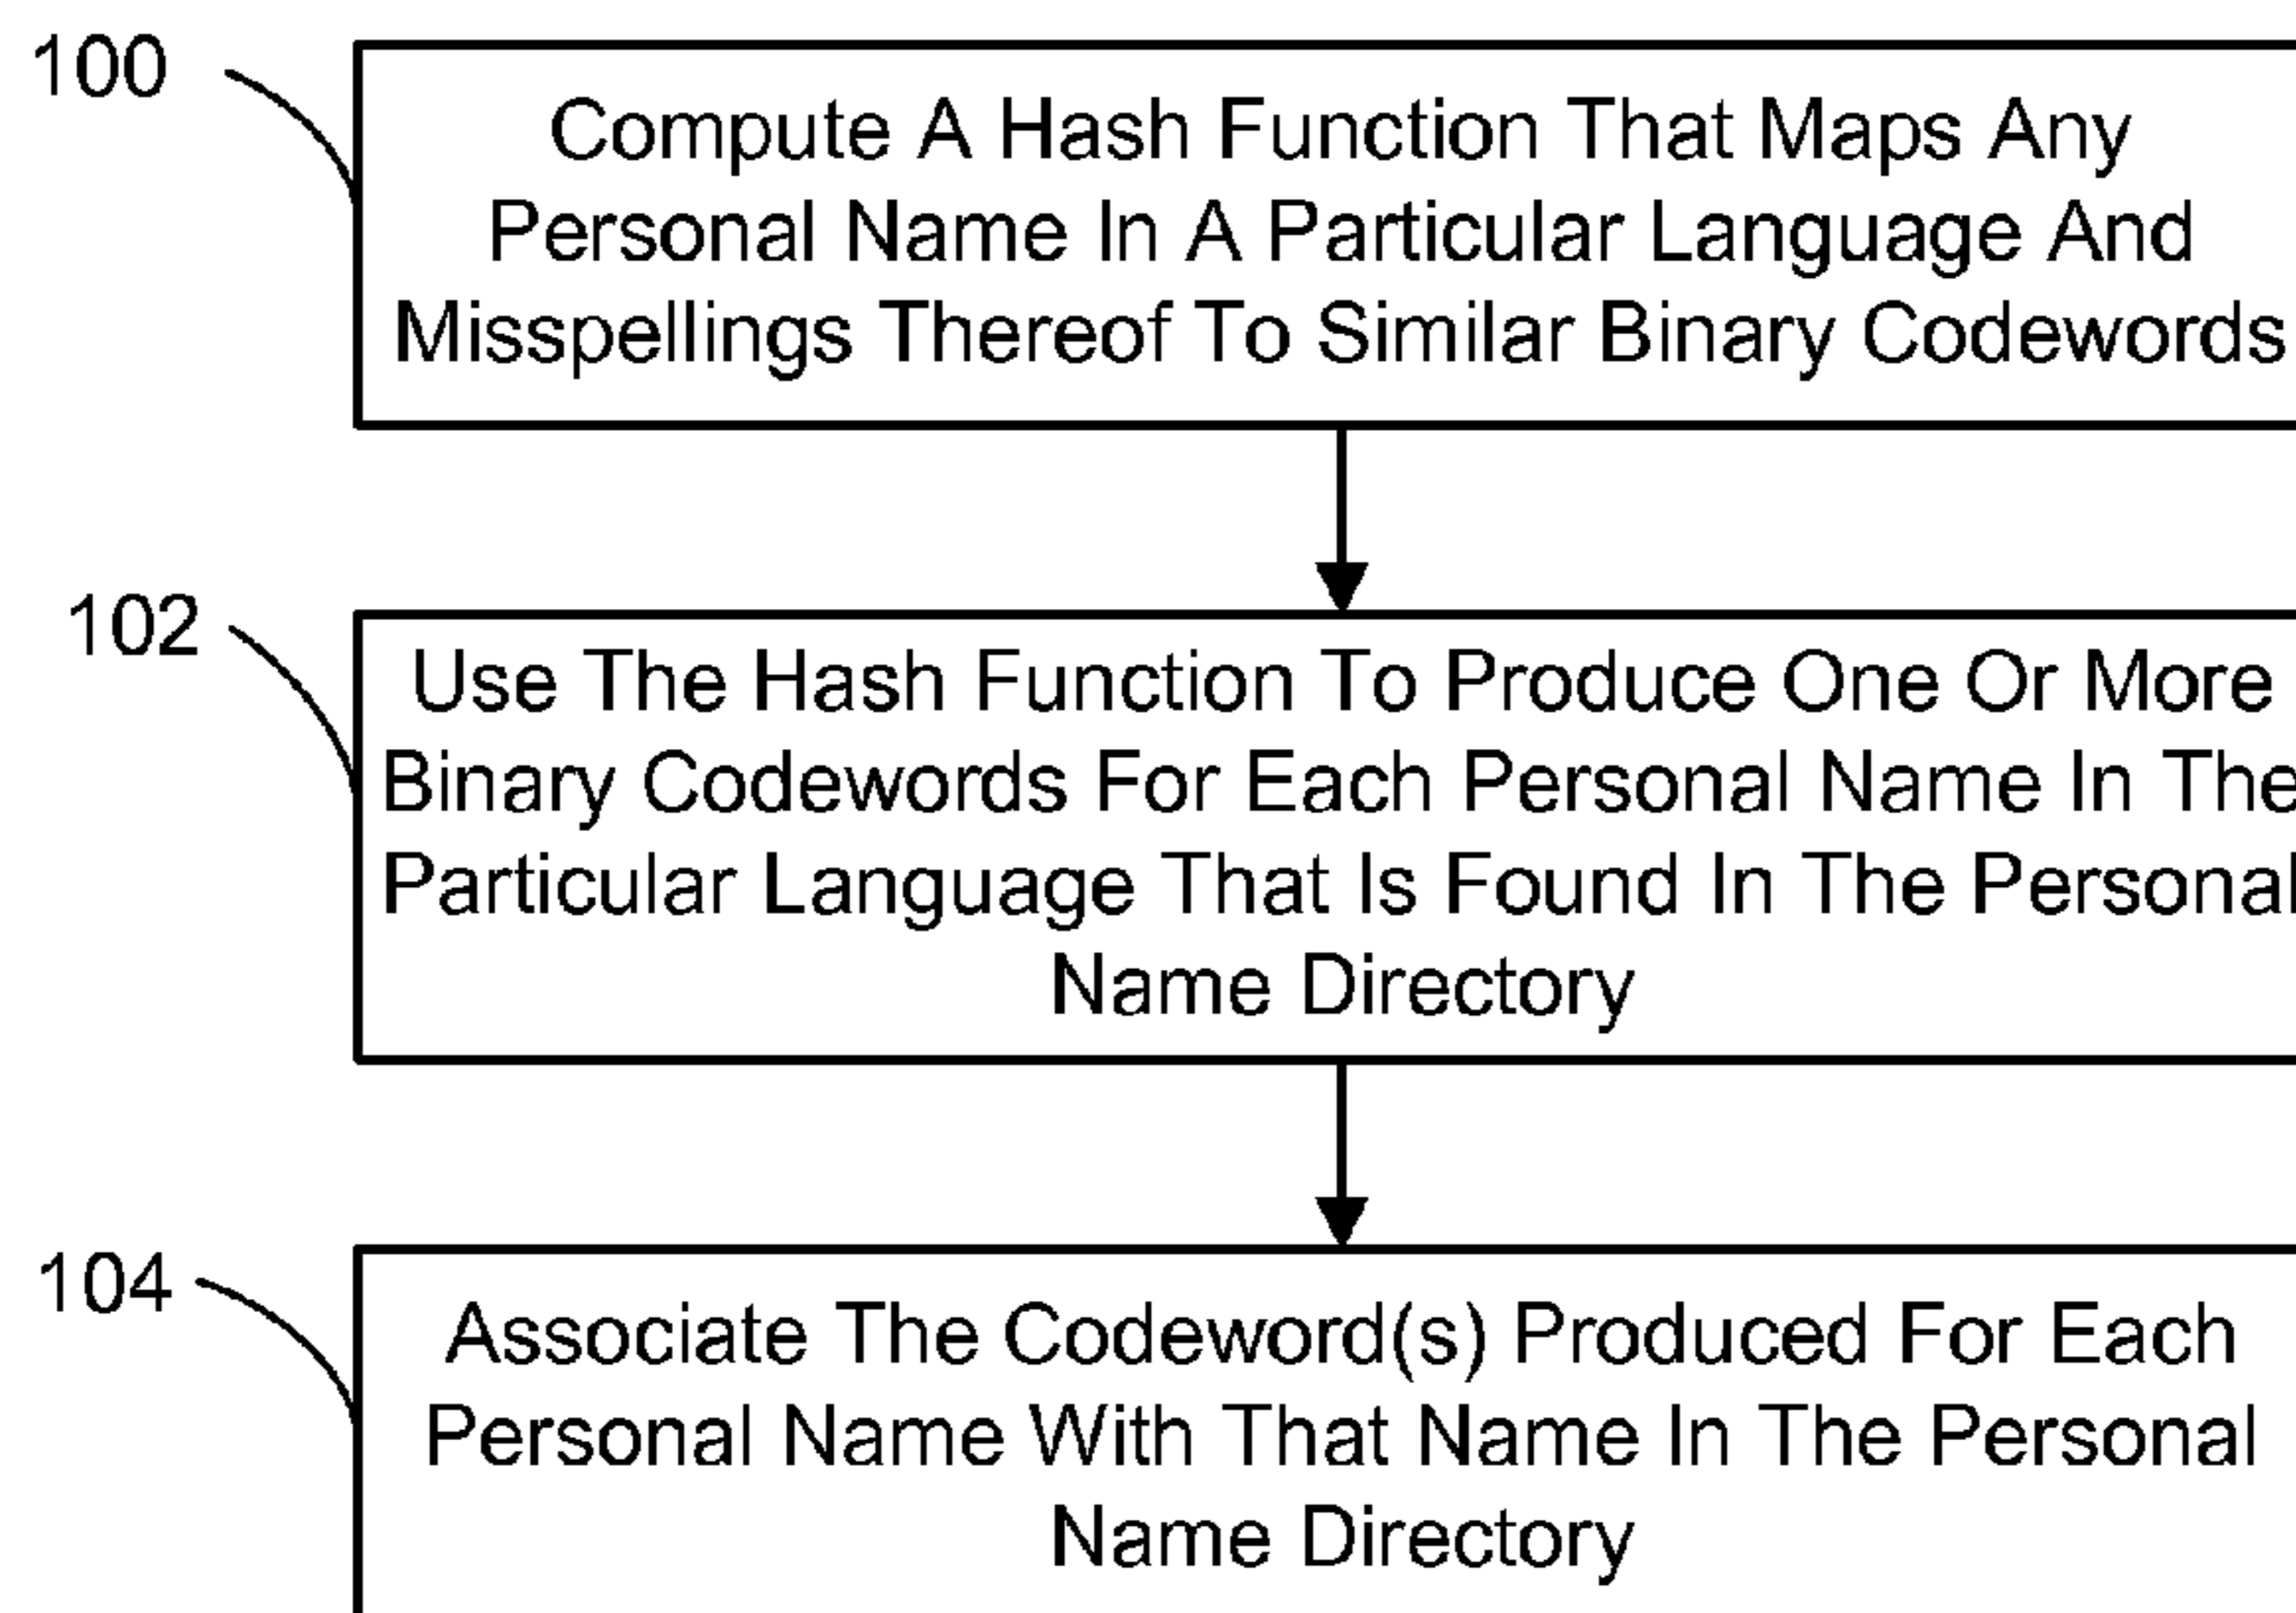 100
Compute A Hash Function That Maps Any
Personal Name In A Particular Language And
Misspellings Thereof To Similar Binary Codewords
102
Use The Hash Function To Produce One Or More
Binary Codewords For Each Personal Name In The
Particular Language That Is Found In The Personal
Name Directory
104
Associate The Codeword(s) Produced For Each
Personal Name With That Name In The Personal
Name Directory